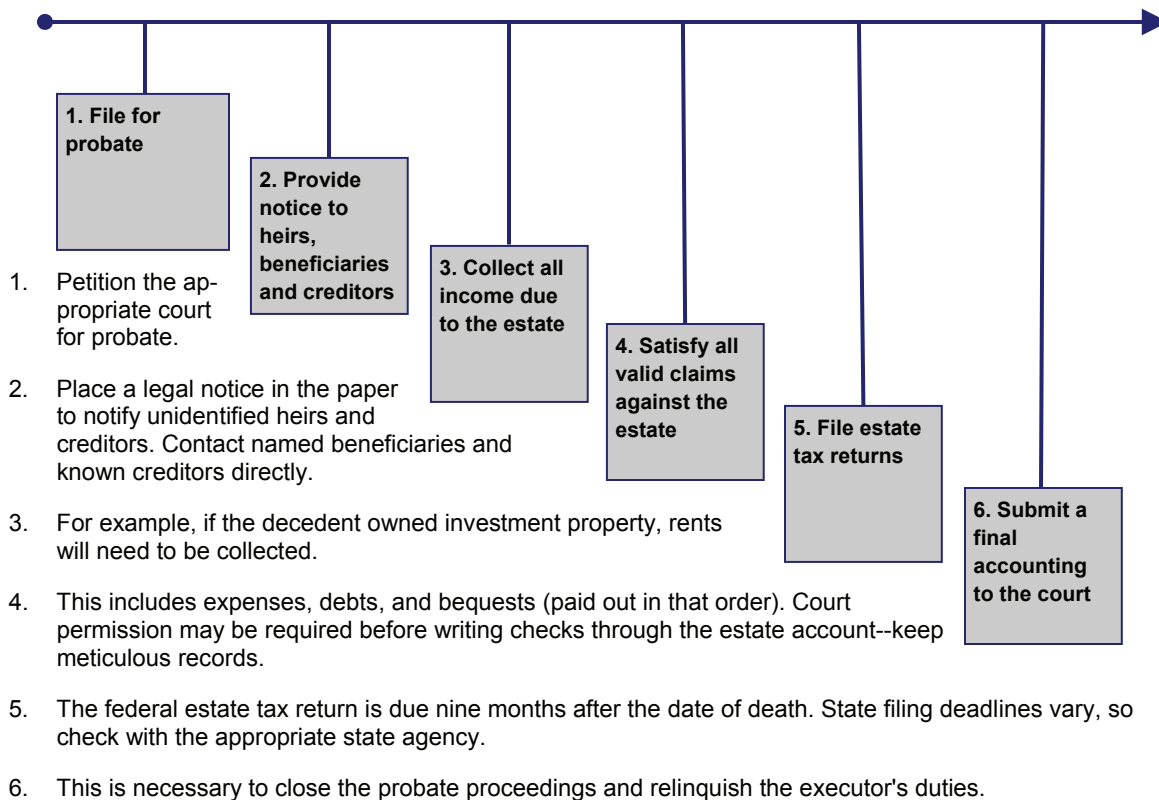 1. File for
probate
2. Provide
notice to
heirs,
beneficiaries
and creditors
3. Collect all
income due
to the estate
4. Satisfy all
valid claims
against the
estate
5. File estate
tax returns
6. Submit a
final
accounting
to the court
1. Petition the ap-
propriate court
for probate.
2. Place a legal notice in the paper
to notify unidentified heirs and
creditors. Contact named beneficiaries and
known creditors directly.
3. For example, if the decedent owned investment property, rents
will need to be collected.
4. This includes expenses, debts, and bequests (paid out in that order). Court
permission may be required before writing checks through the estate account--keep
meticulous records.
5. The federal estate tax return is due nine months after the date of death. State filing deadlines vary, so
check with the appropriate state agency.
6. This is necessary to close the probate proceedings and relinquish the executor's duties.